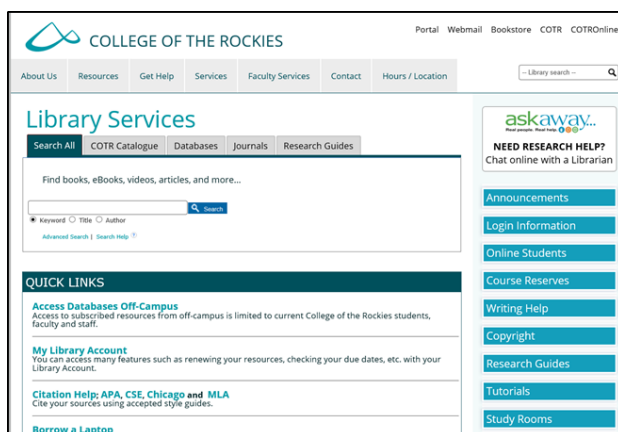 Portal Webmail Bookstore COTR COTROnline
COLLEGE OF THE ROCKIES
About Us Resources Get Help Services Faculty Services Contact Hours / Location
-- Library search --
Library Services
Search All COTR Catalogue Databases Journals Research Guides
Find books, eBooks, videos, articles, and more...
Search
Keyword Title Author
Advanced Search | Search Help ?
QUICK LINKS
Access Databases Off-Campus
Access to subscribed resources from off-campus is limited to current College of the Rockies students,
faculty and staff.
My Library Account
You can access many features such as renewing your resources, checking your due dates, etc. with your
Library Account.
Citation Help; APA, CSE, Chicago and MLA
Cite your sources using accepted style guides.
Borrow a Laptop
askaway...
Real people. Real help.
NEED RESEARCH HELP?
Chat online with a Librarian
Announcements
Login Information
Online Students
Course Reserves
Writing Help
Copyright
Research Guides
Tutorials
Study Rooms